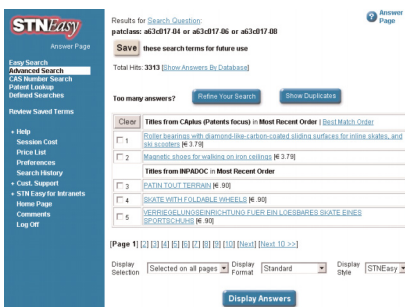 STNEasy
Answer Page
Easy Search
Advanced Search
CAS Number Search
Patent Lookup
Defined Searches
Review Saved Terms
+ Help
Session Cost
Price List
Preferences
Search History
+ Cust. Support
+ STN Easy for Intranets
Home Page
Comments
Log Off
Results for Search Question:
patclass: a63c017-04 or a63c017-06 or a63c017-08
? Answer Page
Save these search terms for future use
Total Hits: 3313 [Show Answers By Database]
Too many answers? Refine Your Search Show Duplicates
Clear Titles from CAplus (Patents focus) in Most Recent Order | Best Match Order
1 Roller bearings with diamond-like-carbon-coated sliding surfaces for inline skates, and
ski scooters [€ 3.79]
2 Magnetic shoes for walking on iron ceilings [€ 3.79]
Titles from INPADOC in Most Recent Order
3 PATIN TOUT TERRAIN [€ .90]
4 SKATE WITH FOLDABLE WHEELS [€ .90]
5 VERRIEGELUNGSEINRICHTUNG FUER EIN LOESBARES SKATE EINES
SPORTSCHUHS [€ .90]
[Page 1] [2] [3] [4] [5] [6] [7] [8] [9] [10] [Next] [Next 10 >>]
Display Selection Selected on all pages Display Format Standard Display Style STNEasy
Display Answers